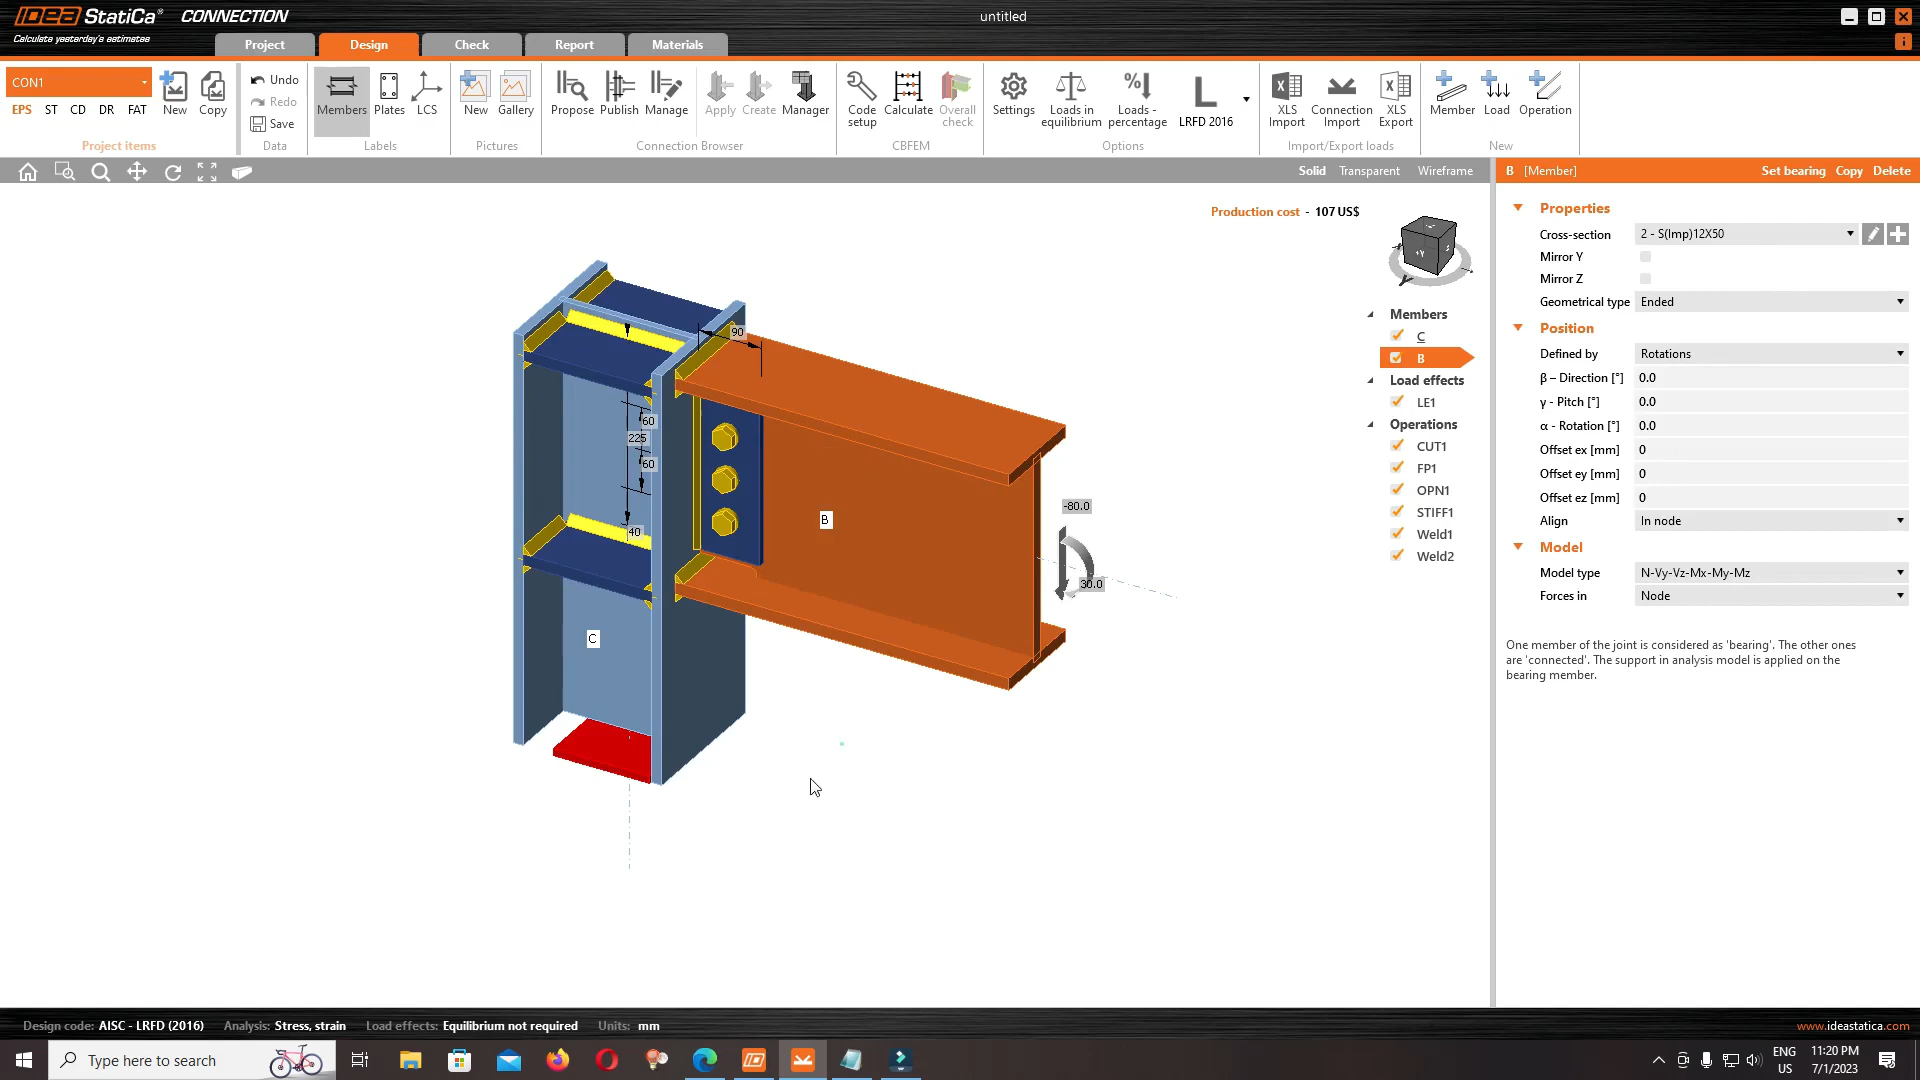 IDEA StatiCa® CONNECTION
Calculate yesterday's estimates
untitled
Project Design Check Report Materials
CON1
EPS ST CD DR FAT
New Copy
Project items
Undo
Redo
Save
Data
Members Plates LCS
Labels
New Gallery
Pictures
Propose Publish Manage Apply Create Manager
Connection Browser
Code setup Calculate Overall check
CBFEM
Settings Loads in equilibrium Loads - percentage LRFD 2016
Options
XLS Import Connection Import XLS Export
Import/Export loads
Member Load Operation
New
Solid Transparent Wireframe
B [Member] Set bearing Copy Delete
Production cost - 107 US$
+Y
90
60
225
60
40
B
C
-80.0
30.0
Members
C
B
Load effects
LE1
Operations
CUT1
FP1
OPN1
STIFF1
Weld1
Weld2
Properties
Cross-section 2 - S(Imp)12X50
Mirror Y
Mirror Z
Geometrical type Ended
Position
Defined by Rotations
β – Direction [°] 0.0
γ - Pitch [°] 0.0
α - Rotation [°] 0.0
Offset ex [mm] 0
Offset ey [mm] 0
Offset ez [mm] 0
Align In node
Model
Model type N-Vy-Vz-Mx-My-Mz
Forces in Node
One member of the joint is considered as 'bearing'. The other ones
are 'connected'. The support in analysis model is applied on the
bearing member.
Design code: AISC - LRFD (2016) Analysis: Stress, strain Load effects: Equilibrium not required Units: mm
www.ideastatica.com
Type here to search
ENG
US
11:20 PM
7/1/2023